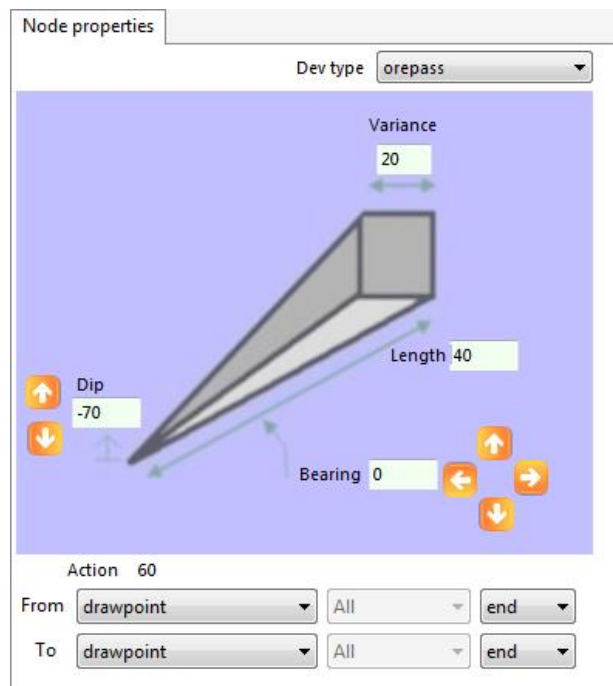 Node properties
Dev type orepass
Variance
20
Length 40
Dip
-70
Bearing 0
Action 60
From drawpoint All end
To drawpoint All end